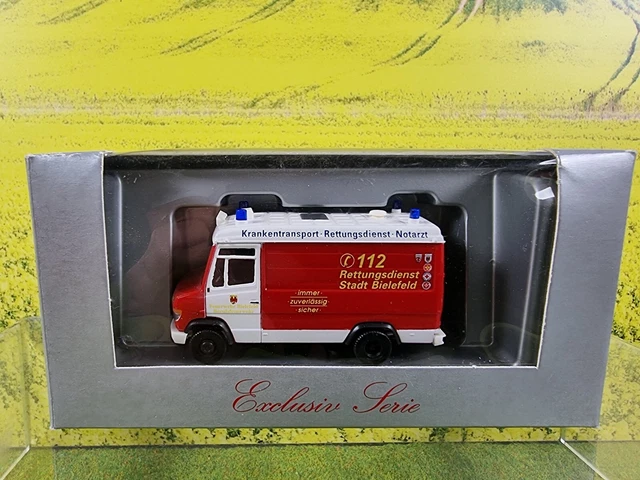 Krankentransport · Rettungsdienst · Notarzt
112
Rettungsdienst
Stadt Bielefeld
· immer ·
zuverlässig
· sicher ·
Exclusiv Serie